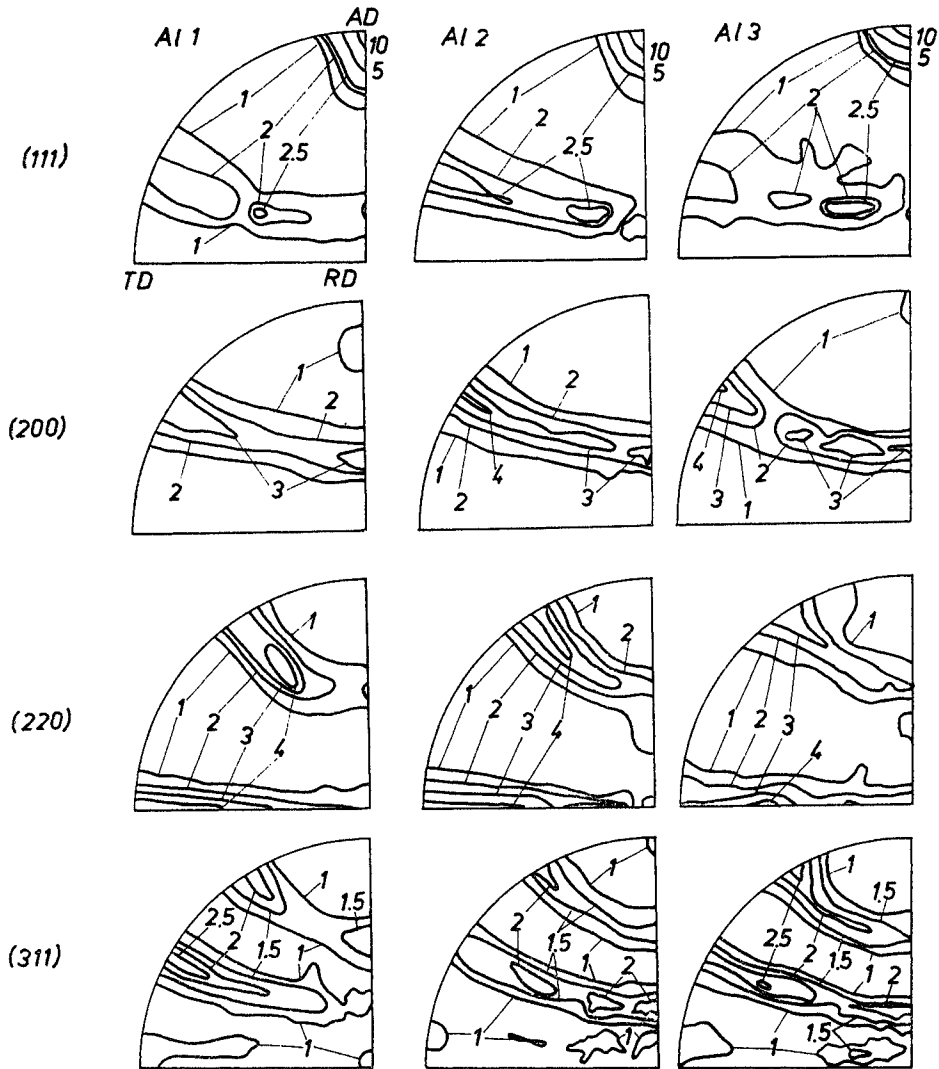 Al 1 AD Al 2 Al 3
10 5
10 5
10 5
(111)
1 2 2.5 1
1 2 2.5
1 2 2.5
TD RD
(200)
1 2 2 3
1 2 1 2 4 3
1 4 3 1 2 3
(220)
1 1 2 3 4
1 2 1 2 3 4
1 1 2 3 4
(311)
1 1.5 2.5 2 1.5 1 1
1 2 1.5 1 1 2 1 1
1 1.5 2.5 2 1.5 1 2 1.5 1